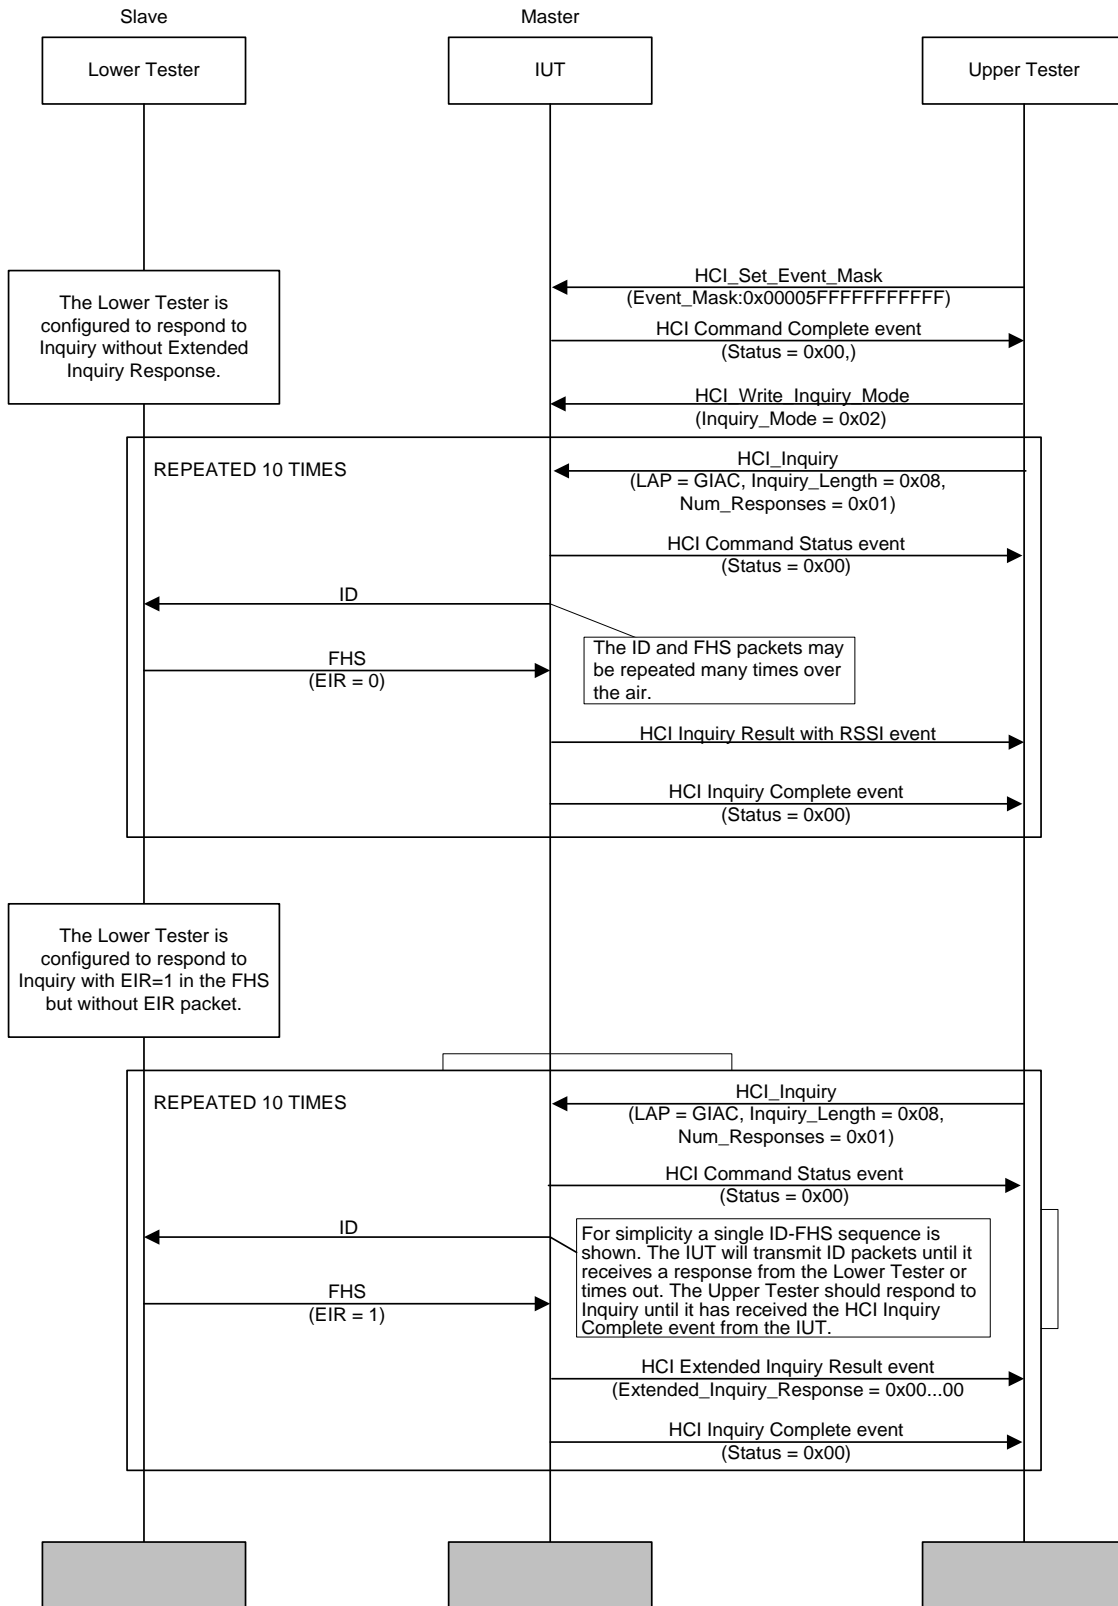 Slave
Master
Lower Tester
IUT
Upper Tester
The Lower Tester is
configured to respond to
Inquiry without Extended
Inquiry Response.
HCI_Set_Event_Mask
(Event_Mask:0x00005FFFFFFFFFFF)
HCI Command Complete event
(Status = 0x00,)
HCI_Write_Inquiry_Mode
(Inquiry_Mode = 0x02)
REPEATED 10 TIMES
HCI_Inquiry
(LAP = GIAC, Inquiry_Length = 0x08,
Num_Responses = 0x01)
HCI Command Status event
(Status = 0x00)
ID
The ID and FHS packets may
be repeated many times over
the air.
FHS
(EIR = 0)
HCI Inquiry Result with RSSI event
HCI Inquiry Complete event
(Status = 0x00)
The Lower Tester is
configured to respond to
Inquiry with EIR=1 in the FHS
but without EIR packet.
REPEATED 10 TIMES
HCI_Inquiry
(LAP = GIAC, Inquiry_Length = 0x08,
Num_Responses = 0x01)
HCI Command Status event
(Status = 0x00)
ID
For simplicity a single ID-FHS sequence is
shown. The IUT will transmit ID packets until it
receives a response from the Lower Tester or
times out. The Upper Tester should respond to
Inquiry until it has received the HCI Inquiry
Complete event from the IUT.
FHS
(EIR = 1)
HCI Extended Inquiry Result event
(Extended_Inquiry_Response = 0x00...00
HCI Inquiry Complete event
(Status = 0x00)